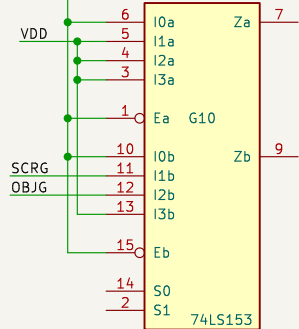 6 I0a Za 7
VDD 5 I1a
4 I2a
3 I3a
1 Ea G10
10 I0b Zb 9
SCRG 11 I1b
OBJG 12 I2b
13 I3b
15 Eb
14 S0
2 S1
74LS153